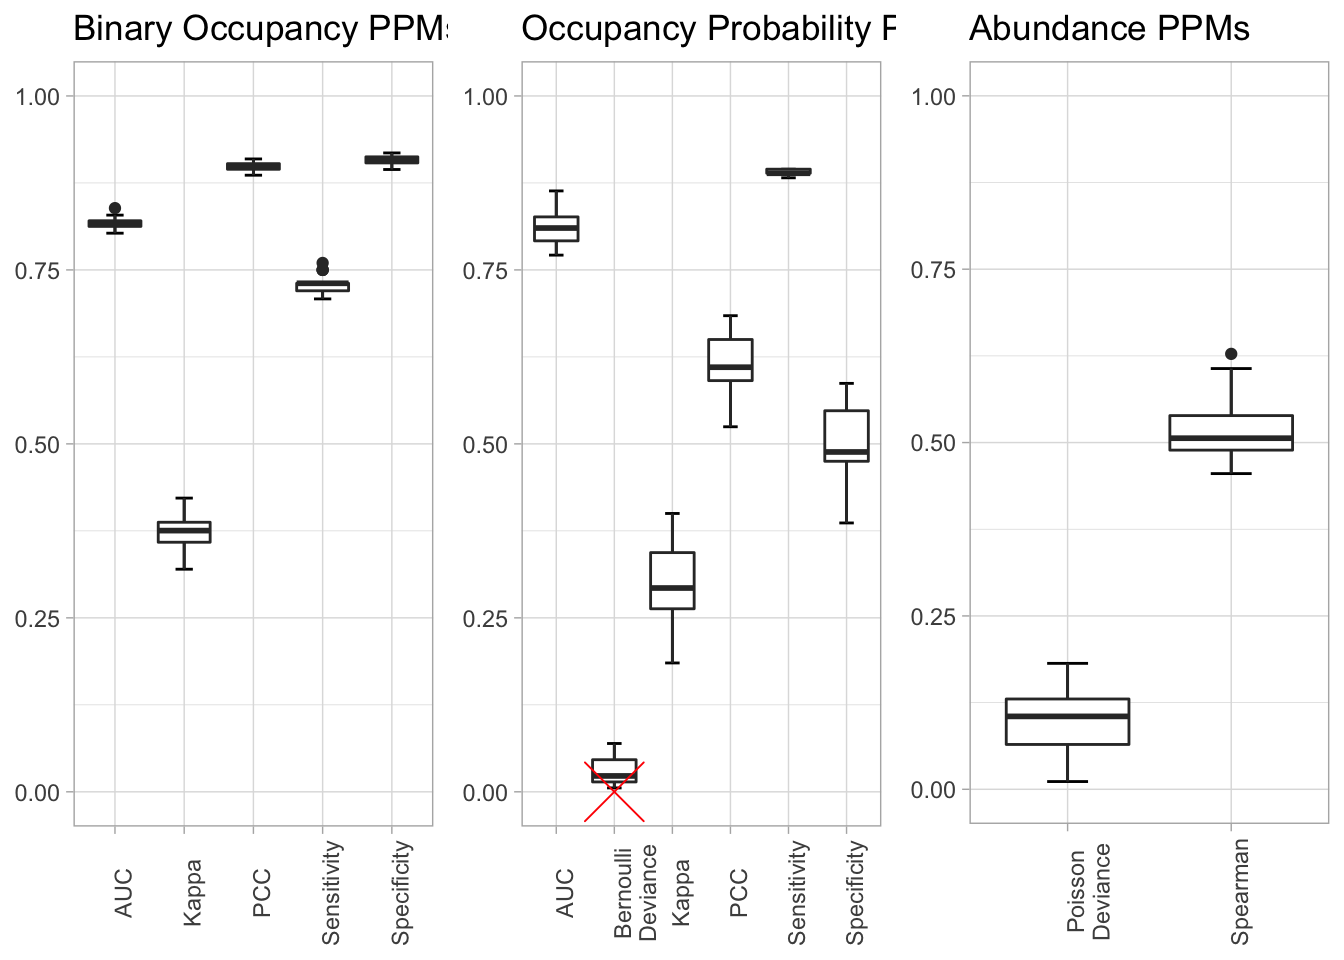 Binary Occupancy PPMs
Occupancy Probability P
Abundance PPMs
1.00
0.75
0.50
0.25
0.00
AUC
Kappa
PCC
Sensitivity
Specificity
1.00
0.75
0.50
0.25
0.00
AUC
Bernoulli
Deviance
Kappa
PCC
Sensitivity
Specificity
1.00
0.75
0.50
0.25
0.00
Poisson
Deviance
Spearman